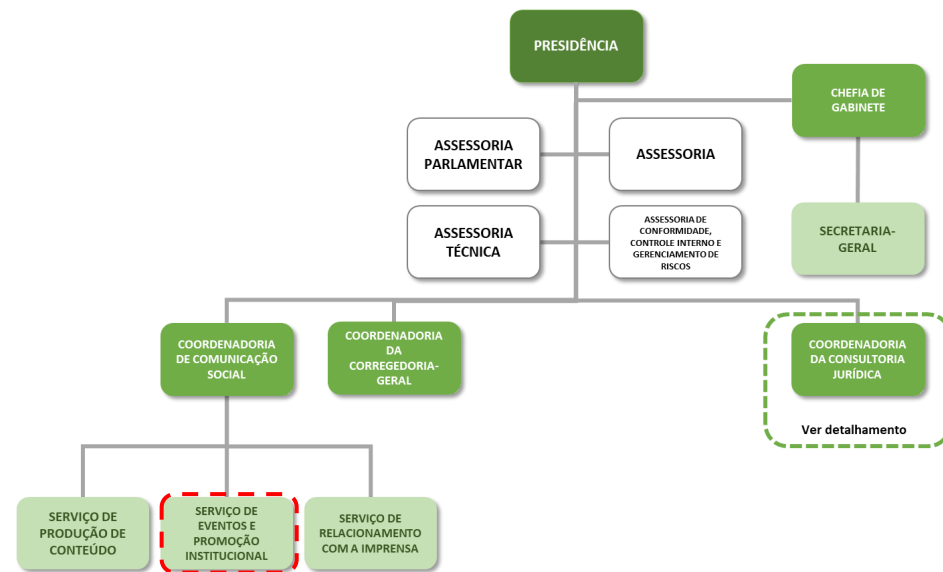 PRESIDÊNCIA
CHEFIA DE
GABINETE
ASSESSORIA
PARLAMENTAR
ASSESSORIA
ASSESSORIA
TÉCNICA
ASSESSORIA DE
CONFORMIDADE,
CONTROLE INTERNO E
GERENCIAMENTO DE
RISCOS
SECRETARIA-
GERAL
COORDENADORIA
DE COMUNICAÇÃO
SOCIAL
COORDENADORIA
DA
CORREGEDORIA-
GERAL
COORDENADORIA
DA CONSULTORIA
JURÍDICA
Ver detalhamento
SERVIÇO DE
PRODUÇÃO DE
CONTEÚDO
SERVIÇO DE
EVENTOS E
PROMOÇÃO
INSTITUCIONAL
SERVIÇO DE
RELACIONAMENTO
COM A IMPRENSA